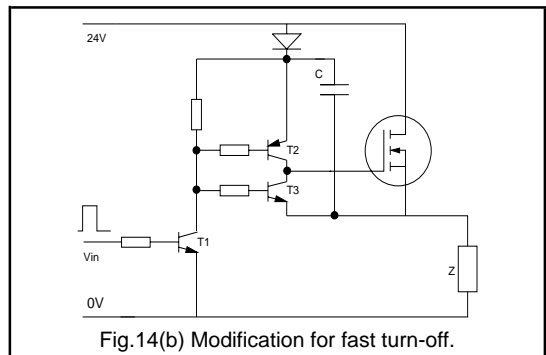 24V
C
T2
T3
T1
Vin
Z
0V
Fig.14(b) Modification for fast turn-off.